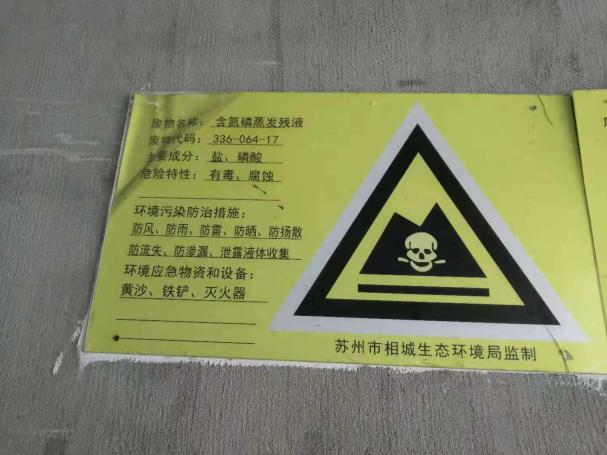 废物名称：含氮磷蒸发残液
废物代码：336-064-17
主要成分：盐、磷酸
危险特性：有毒、腐蚀
环境污染防治措施：
防风、防雨、防雷、防晒、防扬散
防流失、防渗漏、泄露液体收集
环境应急物资和设备：
黄沙、铁铲、灭火器
苏州市相城生态环境局监制